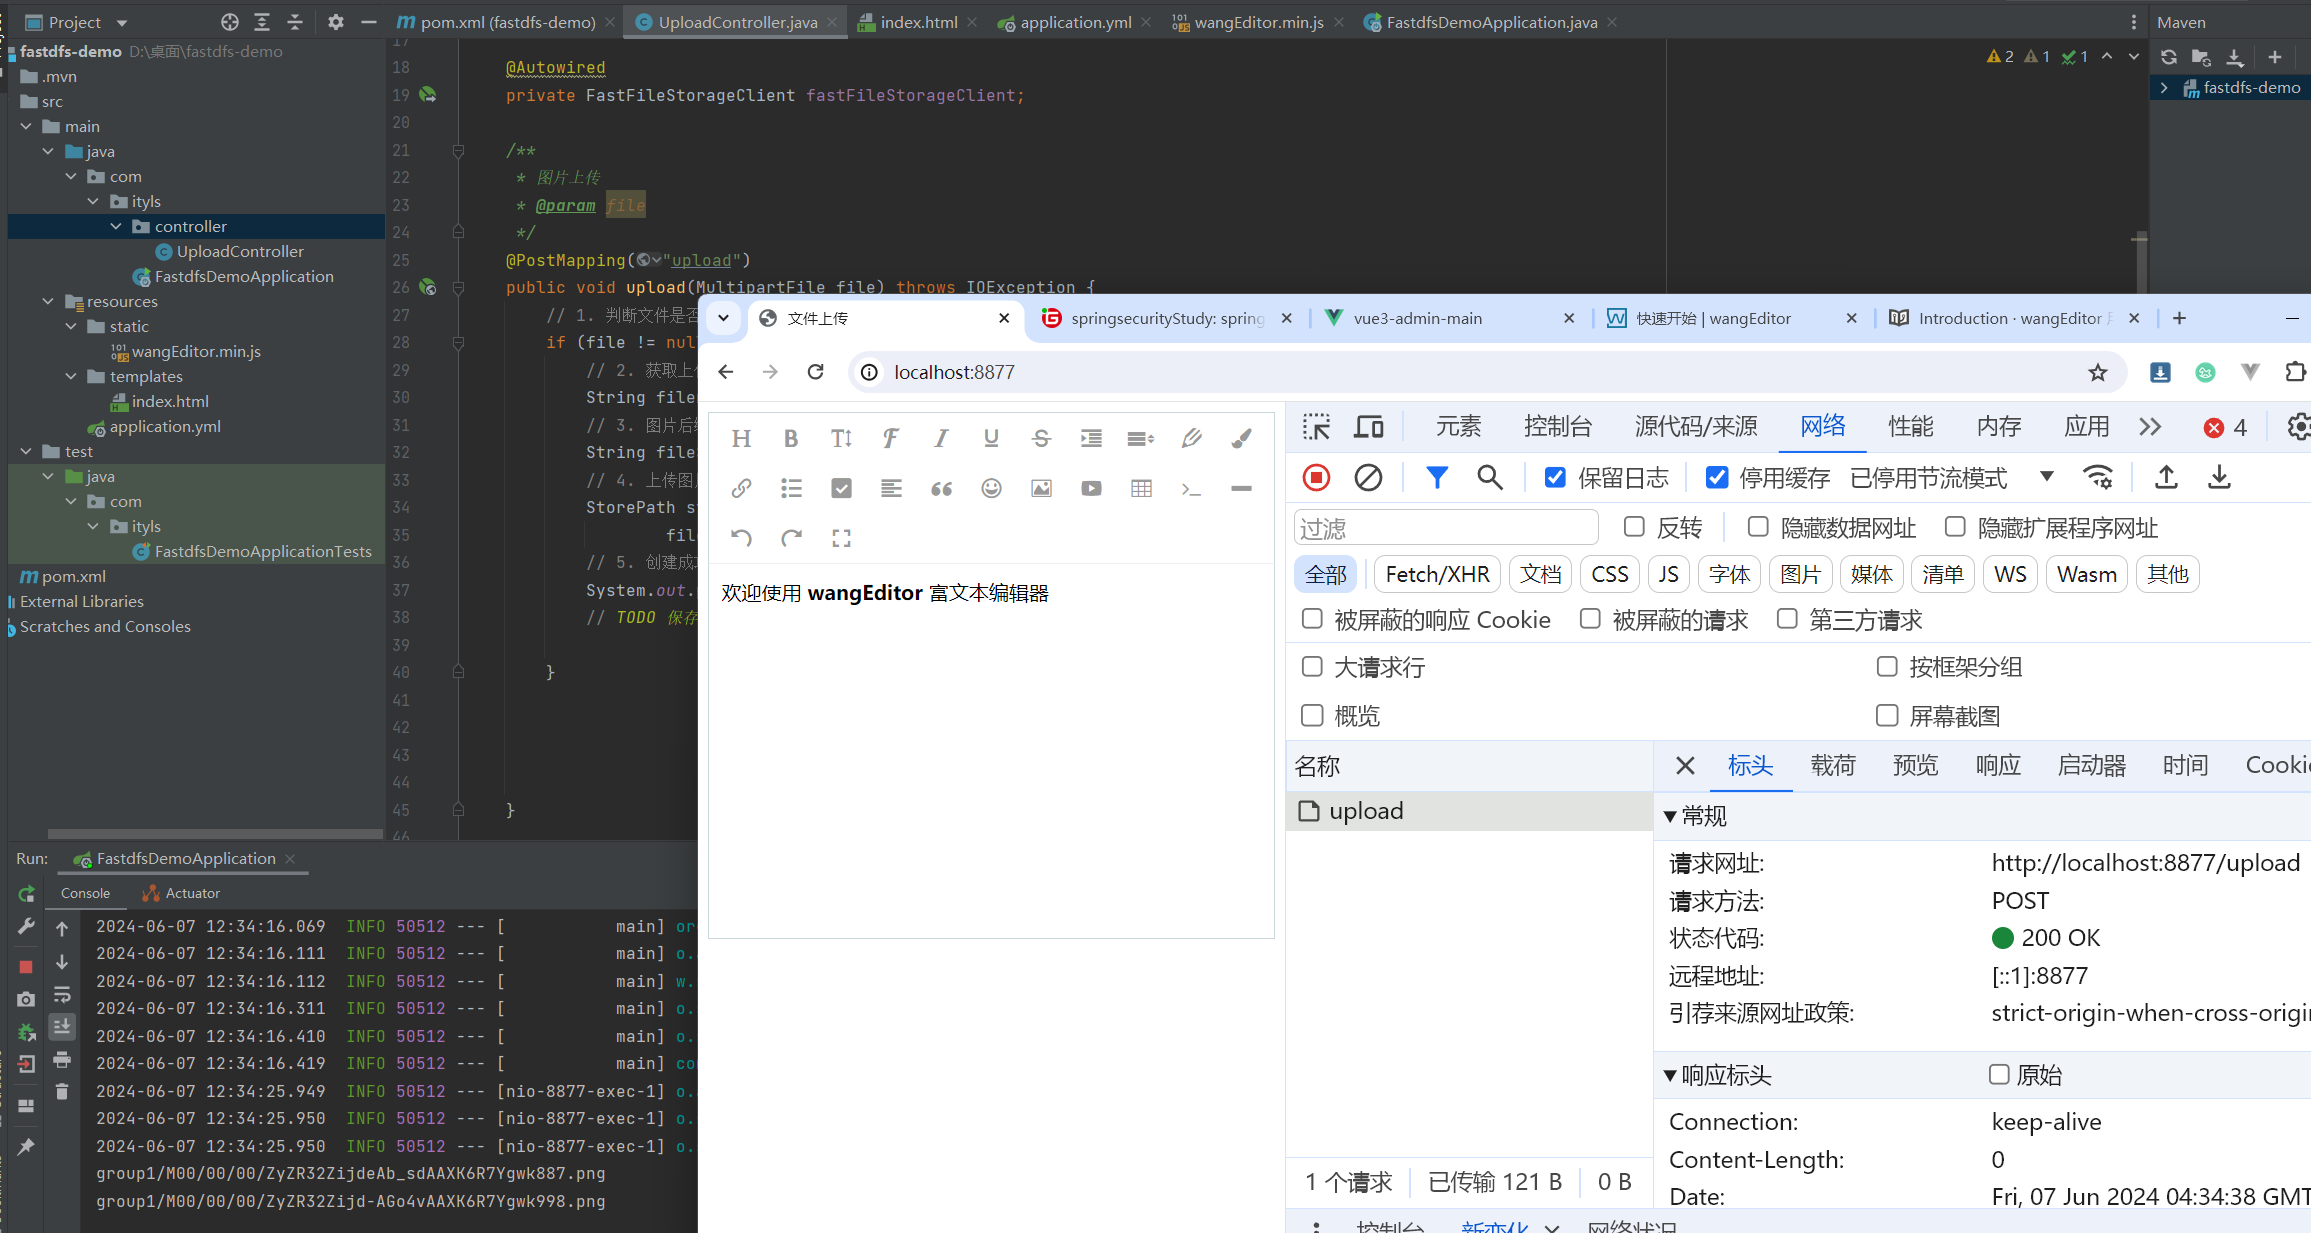 Project
pom.xml (fastdfs-demo)
UploadController.java
index.html
application.yml
wangEditor.min.js
FastdfsDemoApplication.java
Maven
fastdfs-demo D:\桌面\fastdfs-demo
.mvn
src
main
java
com
ityls
controller
UploadController
FastdfsDemoApplication
resources
static
wangEditor.min.js
templates
index.html
application.yml
test
java
com
ityls
FastdfsDemoApplicationTests
pom.xml
External Libraries
Scratches and Consoles
2 1 1
fastdfs-demo
17
18 @Autowired
19 private FastFileStorageClient fastFileStorageClient;
20
21 /**
22 * 图片上传
23 * @param file
24 */
25 @PostMapping("upload")
26 public void upload(MultipartFile file) throws IOException {
27 // 1. 判断文件是否
28 if (file != nul
29 // 2. 获取上
30 String file
31 // 3. 图片后
32 String file
33 // 4. 上传图
34 StorePath s
35 fil
36 // 5. 创建成
37 System.out.
38 // TODO 保存
39
40 }
41
42
43
44
45 }
46
文件上传
springsecurityStudy: spring
vue3-admin-main
快速开始 | wangEditor
Introduction · wangEditor
localhost:8877
欢迎使用 wangEditor 富文本编辑器
元素 控制台 源代码/来源 网络 性能 内存 应用 4
保留日志 停用缓存 已停用节流模式
过滤 反转 隐藏数据网址 隐藏扩展程序网址
全部 Fetch/XHR 文档 CSS JS 字体 图片 媒体 清单 WS Wasm 其他
被屏蔽的响应 Cookie 被屏蔽的请求 第三方请求
大请求行 按框架分组
概览 屏幕截图
名称
upload
标头 载荷 预览 响应 启动器 时间 Cooki
常规
请求网址: http://localhost:8877/upload
请求方法: POST
状态代码: 200 OK
远程地址: [::1]:8877
引荐来源网址政策: strict-origin-when-cross-origin
响应标头 原始
Connection: keep-alive
Content-Length: 0
Date: Fri, 07 Jun 2024 04:34:38 GMT
1 个请求 已传输 121 B 0 B
控制台 新变化 网络状况
Run: FastdfsDemoApplication
Console Actuator
2024-06-07 12:34:16.069 INFO 50512 --- [ main] or
2024-06-07 12:34:16.111 INFO 50512 --- [ main] o.
2024-06-07 12:34:16.112 INFO 50512 --- [ main] w.
2024-06-07 12:34:16.311 INFO 50512 --- [ main] o.
2024-06-07 12:34:16.410 INFO 50512 --- [ main] o.
2024-06-07 12:34:16.419 INFO 50512 --- [ main] co
2024-06-07 12:34:25.949 INFO 50512 --- [nio-8877-exec-1] o.
2024-06-07 12:34:25.950 INFO 50512 --- [nio-8877-exec-1] o.
2024-06-07 12:34:25.950 INFO 50512 --- [nio-8877-exec-1] o.
group1/M00/00/00/ZyZR32ZijdeAb_sdAAXK6R7Ygwk887.png
group1/M00/00/00/ZyZR32Zijd-AGo4vAAXK6R7Ygwk998.png